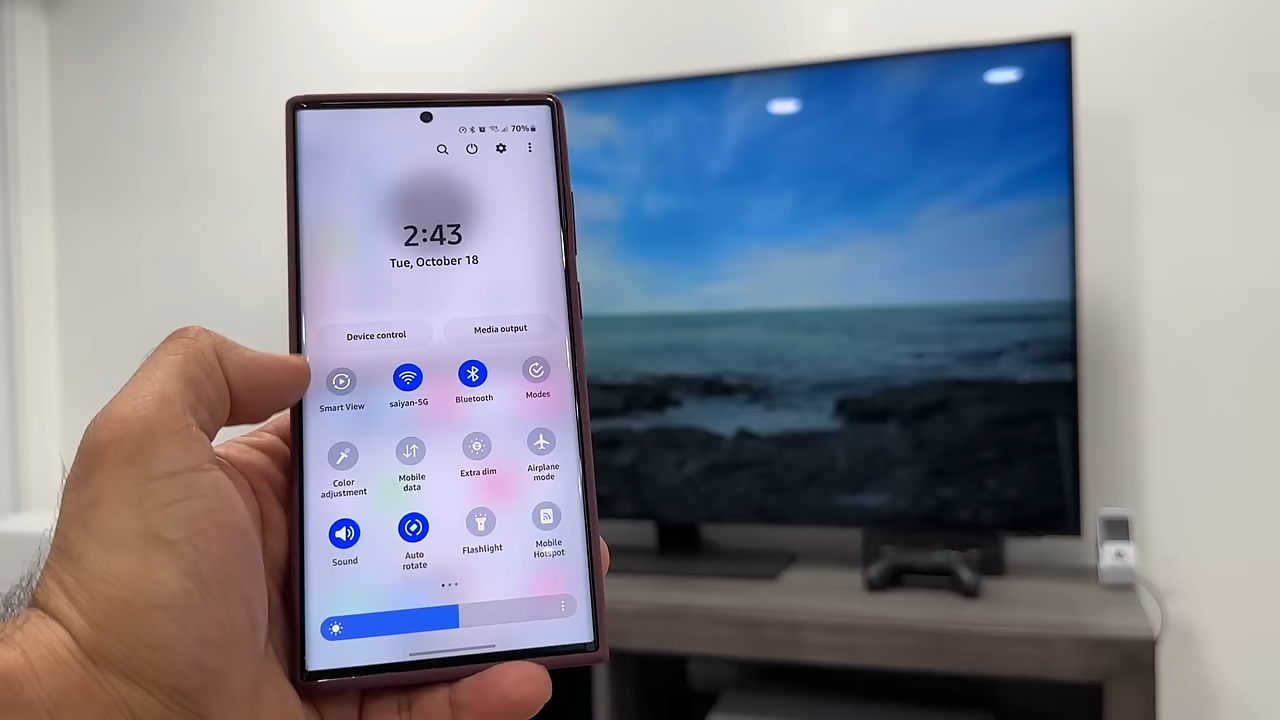 70%
2:43
Tue, October 18
Device control Media output
Smart View saiyan-5G Bluetooth Modes
Color adjustment Mobile data Extra dim Airplane mode
Sound Auto rotate Flashlight Mobile Hotspot